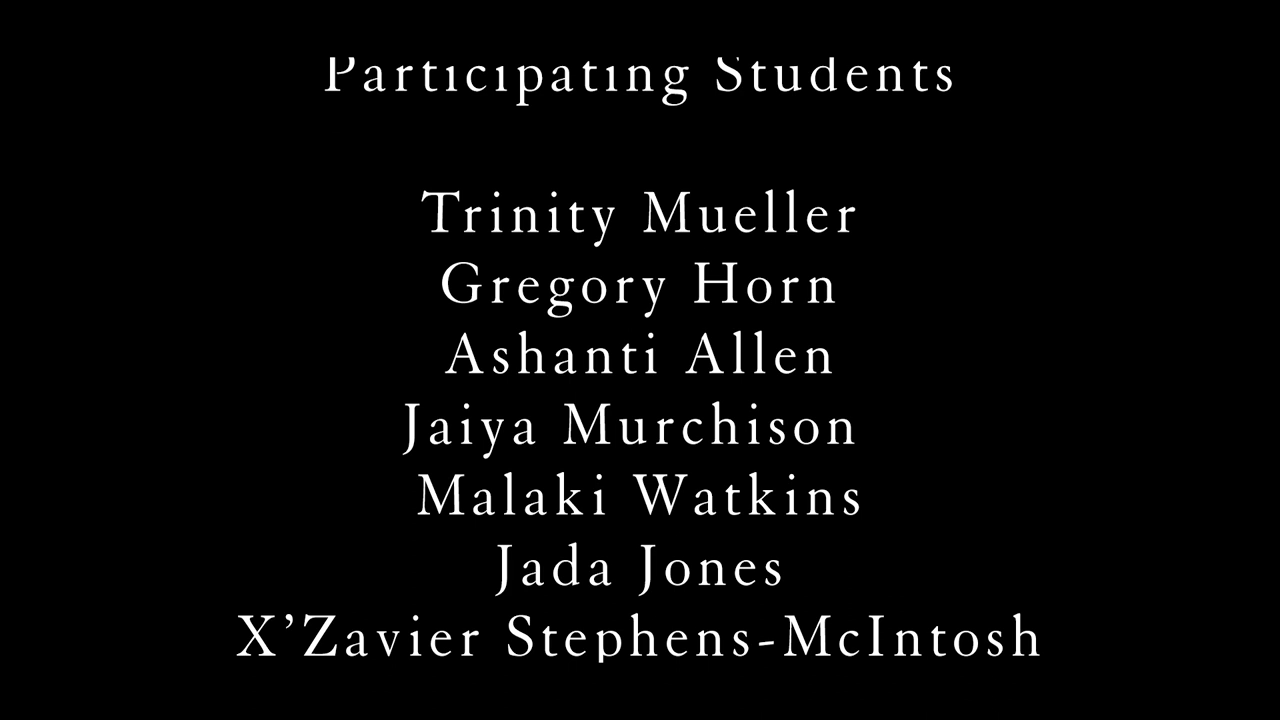 Participating Students
Trinity Mueller
Gregory Horn
Ashanti Allen
Jaiya Murchison
Malaki Watkins
Jada Jones
X’Zavier Stephens-McIntosh